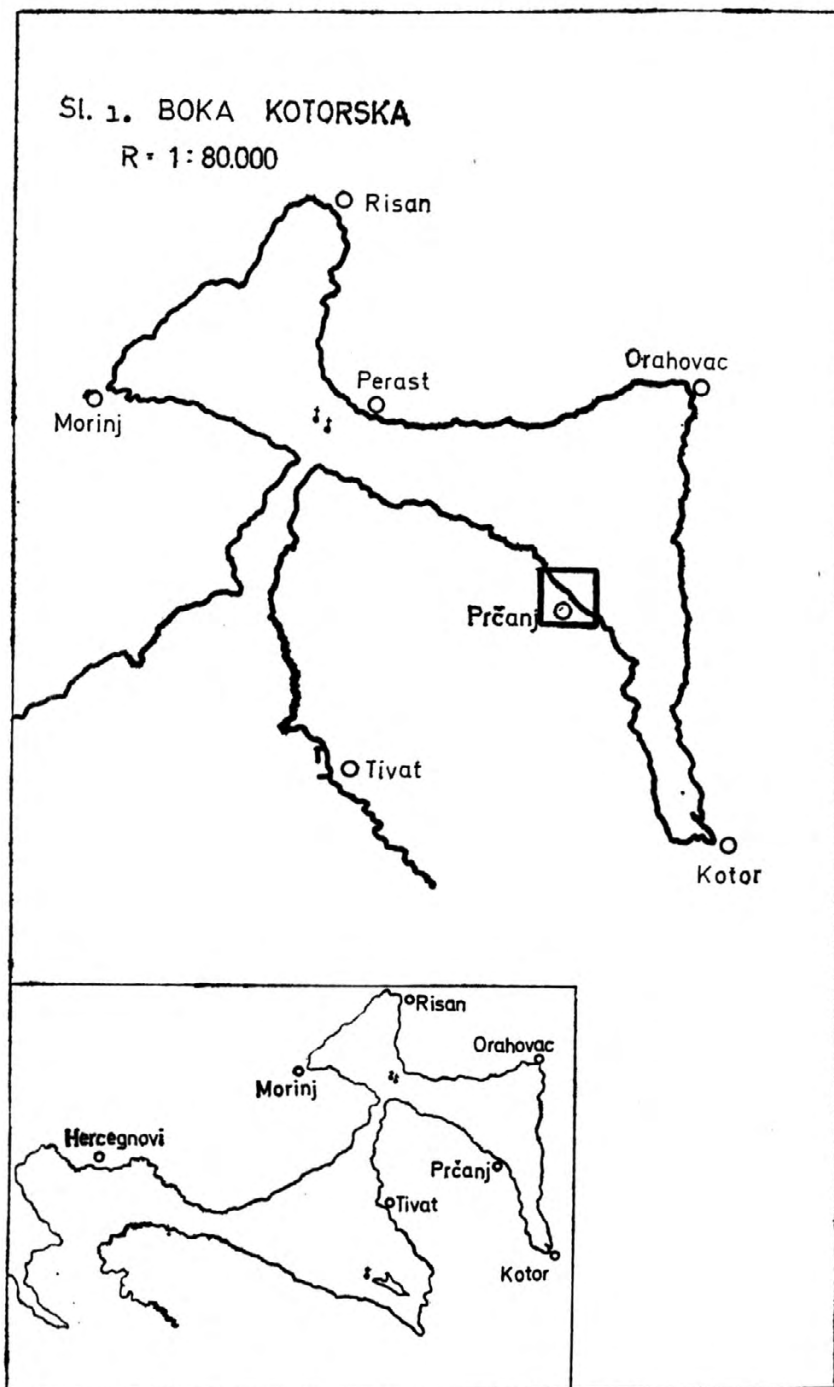 Sl. 1. BOKA KOTORSKA
R = 1:80.000
Risan
Orahovac
Perast
Morinj
Prčanj
Tivat
Kotor
Risan
Orahovac
Morinj
Hercegnovi
Prčanj
Tivat
Kotor